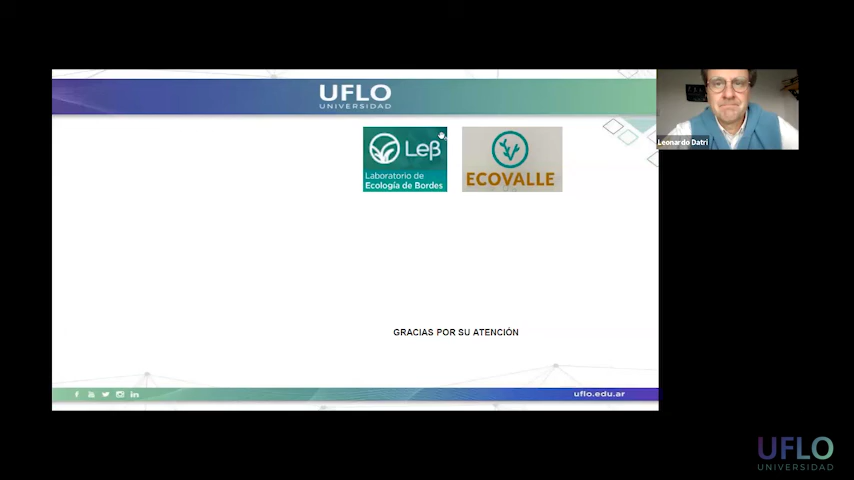 UFLO
UNIVERSIDAD
Leβ
Laboratorio de
Ecología de Bordes
ECOVALLE
Leonardo Datri
GRACIAS POR SU ATENCIÓN
uflo.edu.ar
UFLO
UNIVERSIDAD